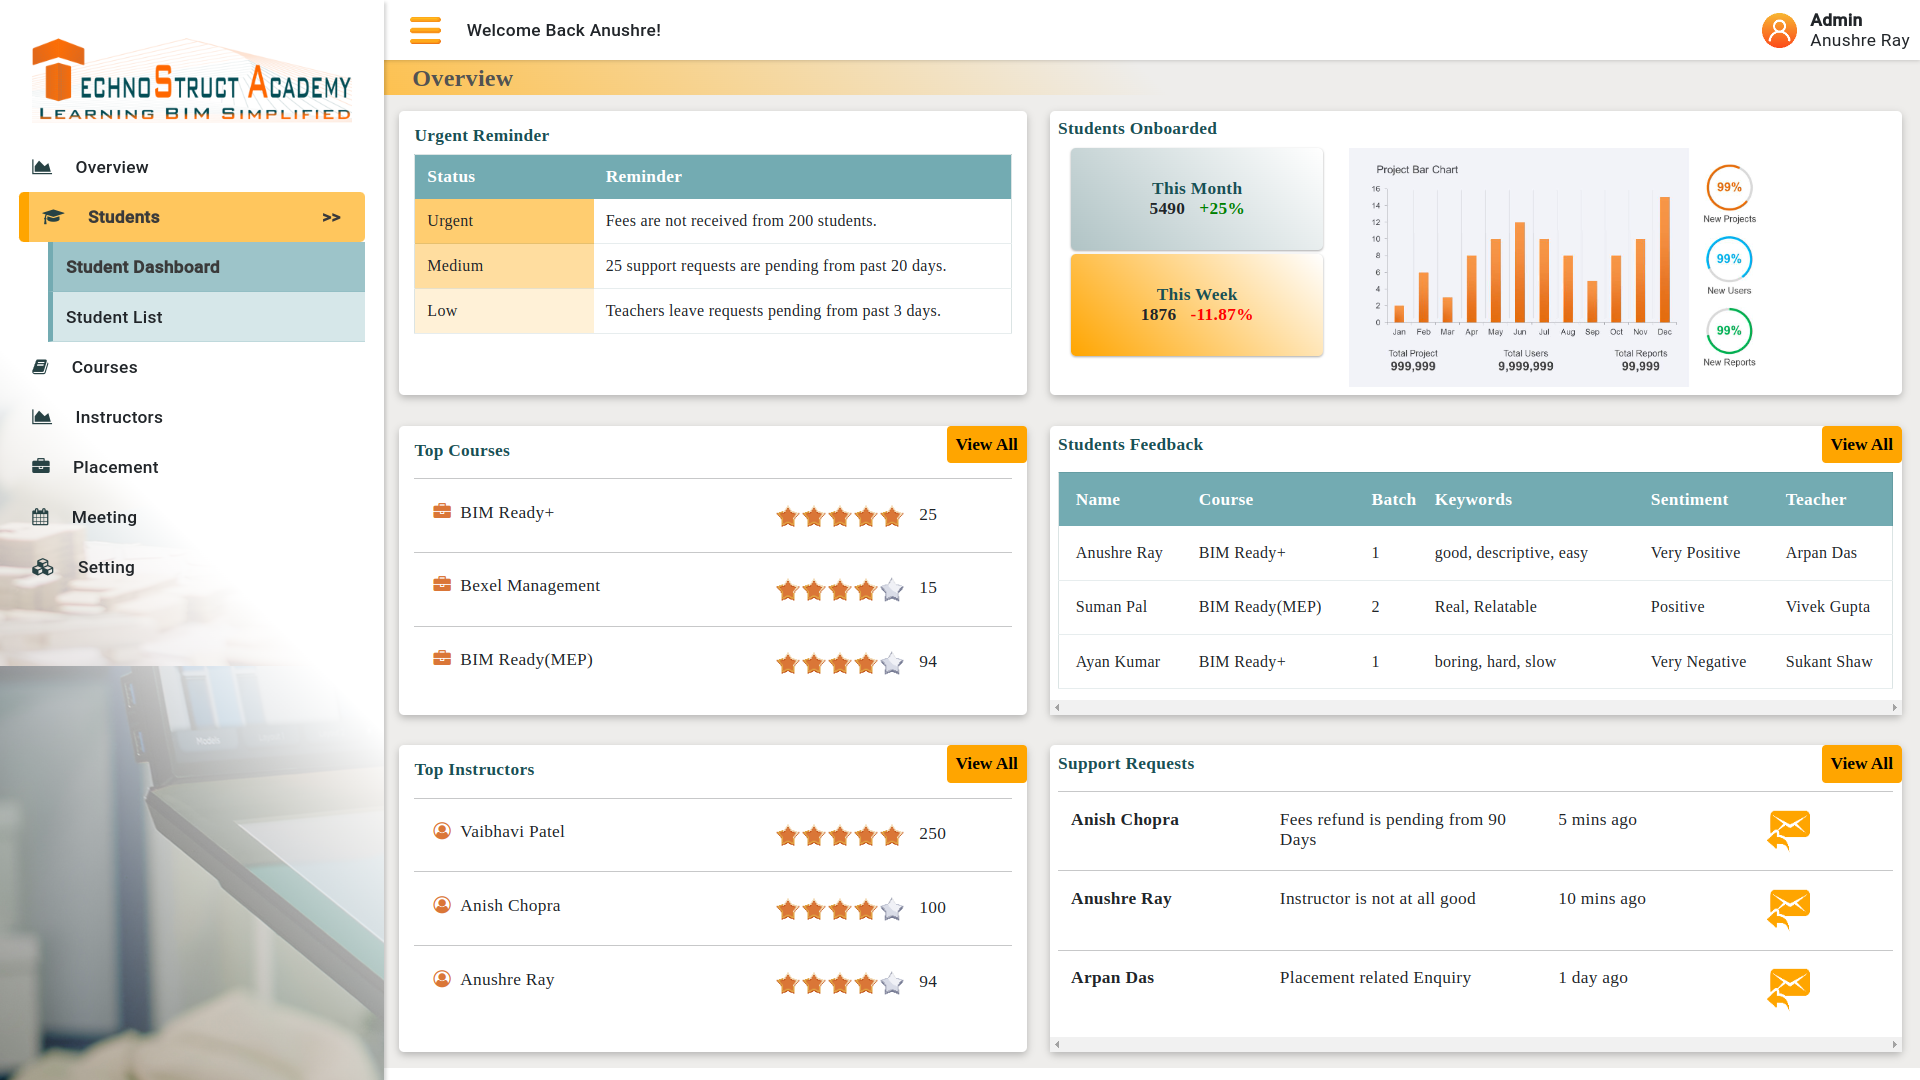 TECHNOSTRUCT ACADEMY
LEARNING BIM SIMPLIFIED
Overview
Students >>
Student Dashboard
Student List
Courses
Instructors
Placement
Meeting
Setting
Welcome Back Anushre!
Admin
Anushre Ray
Overview
Urgent Reminder
Status Reminder
Urgent Fees are not received from 200 students.
Medium 25 support requests are pending from past 20 days.
Low Teachers leave requests pending from past 3 days.
Students Onboarded
This Month
5490 +25%
This Week
1876 -11.87%
Project Bar Chart
16
14
12
10
8
6
4
2
0
Jan Feb Mar Apr May Jun Jul Aug Sep Oct Nov Dec
Total Project Total Users Total Reports
999,999 9,999,999 99,999
99%
New Projects
99%
New Users
99%
New Reports
Top Courses View All
BIM Ready+ 25
Bexel Management 15
BIM Ready(MEP) 94
Students Feedback View All
Name Course Batch Keywords Sentiment Teacher
Anushre Ray BIM Ready+ 1 good, descriptive, easy Very Positive Arpan Das
Suman Pal BIM Ready(MEP) 2 Real, Relatable Positive Vivek Gupta
Ayan Kumar BIM Ready+ 1 boring, hard, slow Very Negative Sukant Shaw
Top Instructors View All
Vaibhavi Patel 250
Anish Chopra 100
Anushre Ray 94
Support Requests View All
Anish Chopra Fees refund is pending from 90 5 mins ago
Days
Anushre Ray Instructor is not at all good 10 mins ago
Arpan Das Placement related Enquiry 1 day ago